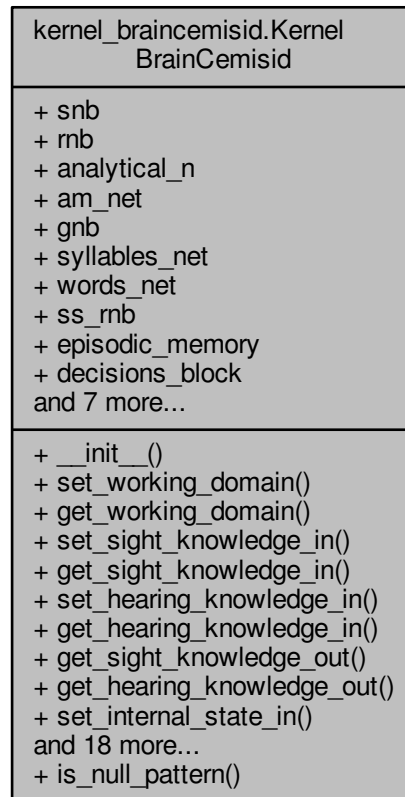 kernel_braincemisid.Kernel
BrainCemisid
+ snb
+ rnb
+ analytical_n
+ am_net
+ gnb
+ syllables_net
+ words_net
+ ss_rnb
+ episodic_memory
+ decisions_block
and 7 more...
+ __init__()
+ set_working_domain()
+ get_working_domain()
+ set_sight_knowledge_in()
+ get_sight_knowledge_in()
+ set_hearing_knowledge_in()
+ get_hearing_knowledge_in()
+ get_sight_knowledge_out()
+ get_hearing_knowledge_out()
+ set_internal_state_in()
and 18 more...
+ is_null_pattern()